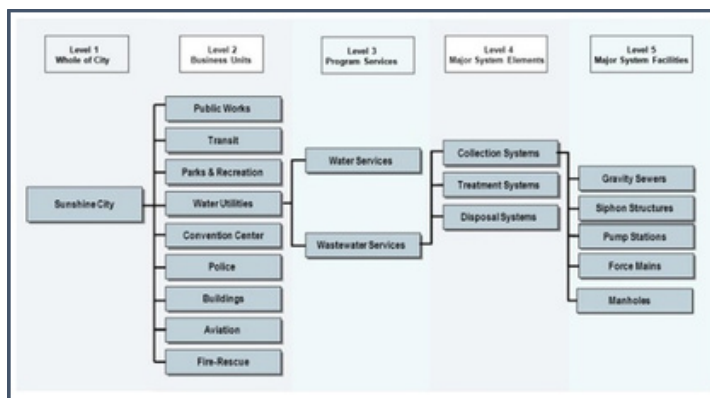 Level 1
Whole of City
Level 2
Business Units
Level 3
Program Services
Level 4
Major System Elements
Level 5
Major System Facilities
Sunshine City
Public Works
Transit
Parks & Recreation
Water Utilities
Convention Center
Police
Buildings
Aviation
Fire-Rescue
Water Services
Wastewater Services
Collection Systems
Treatment Systems
Disposal Systems
Gravity Sewers
Siphon Structures
Pump Stations
Force Mains
Manholes